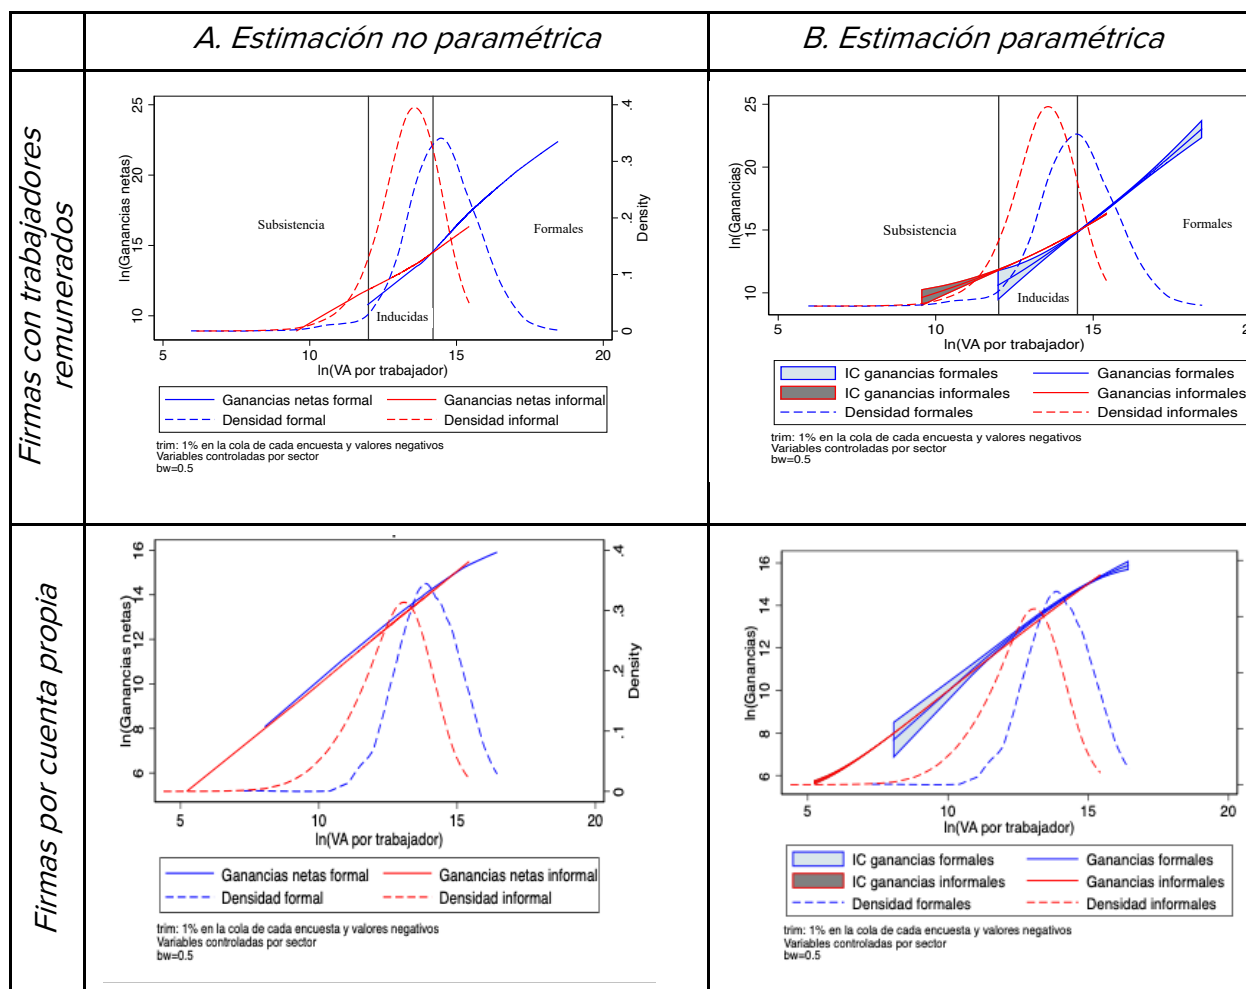 A. Estimación no paramétrica
B. Estimación paramétrica
Firmas con trabajadores
remunerados
25
20
15
10
ln(Ganancias netas)
.4
.3
.2
.1
0
Density
Subsistencia
Inducidas
Formales
5
10
15
20
ln(VA por trabajador)
Ganancias netas formal
Ganancias netas informal
Densidad formal
Densidad informal
trim: 1% en la cola de cada encuesta y valores negativos
Variables controladas por sector
bw=0.5
25
20
15
10
ln(Ganancias)
Subsistencia
Inducidas
Formales
5
10
15
ln(VA por trabajador)
IC ganancias formales
Ganancias formales
IC ganancias informales
Ganancias informales
Densidad formales
Densidad informales
trim: 1% en la cola de cada encuesta y valores negativos
Variables controladas por sector
bw=0.5
Firmas por cuenta propia
16
14
12
10
8
6
ln(Ganancias netas)
.4
.3
.2
.1
0
Density
5
10
15
20
ln(VA por trabajador)
Ganancias netas formal
Ganancias netas informal
Densidad formal
Densidad informal
trim: 1% en la cola de cada encuesta y valores negativos
Variables controladas por sector
bw=0.5
16
14
12
10
8
6
ln(Ganancias)
5
10
15
20
ln(VA por trabajador)
IC ganancias formales
Ganancias formales
IC ganancias informales
Ganancias informales
Densidad formales
Densidad informales
trim: 1% en la cola de cada encuesta y valores negativos
Variables controladas por sector
bw=0.5